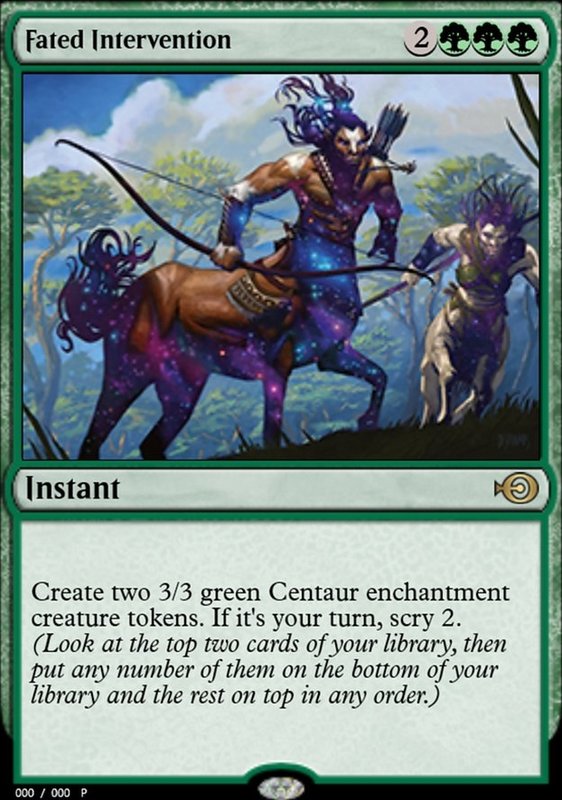 Fated Intervention 2
Instant
Create two 3/3 green Centaur enchantment
creature tokens. If it's your turn, scry 2.
(Look at the top two cards of your library, then
put any number of them on the bottom of your
library and the rest on top in any order.)
000 / 000 P